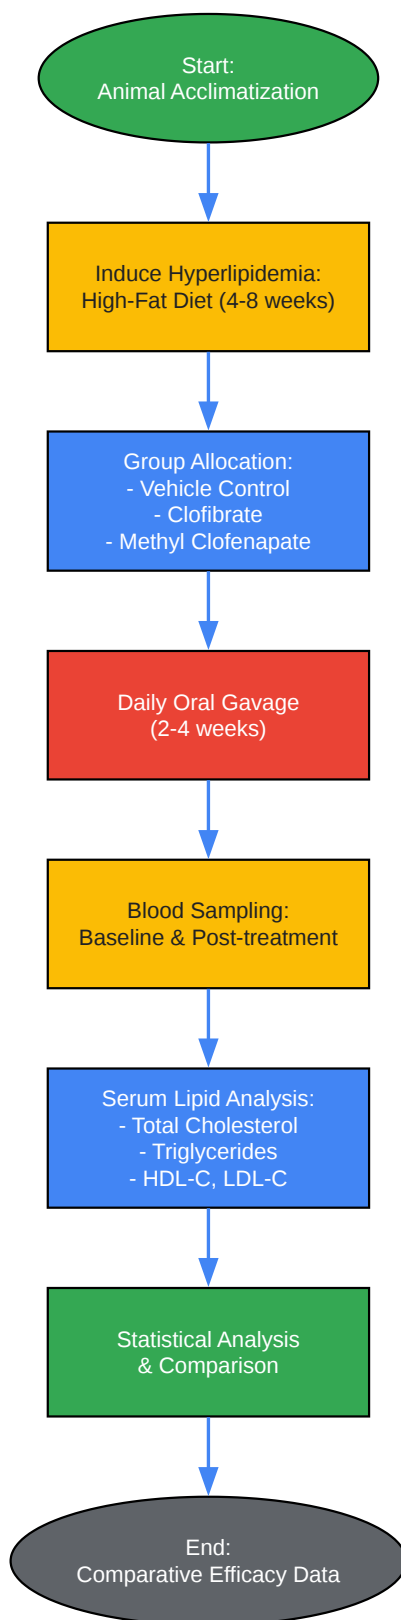 Start:
Animal Acclimatization
Induce Hyperlipidemia:
High-Fat Diet (4-8 weeks)
Group Allocation:
- Vehicle Control
- Clofibrate
- Methyl Clofenapate
Daily Oral Gavage
(2-4 weeks)
Blood Sampling:
Baseline & Post-treatment
Serum Lipid Analysis:
- Total Cholesterol
- Triglycerides
- HDL-C, LDL-C
Statistical Analysis
& Comparison
End:
Comparative Efficacy Data